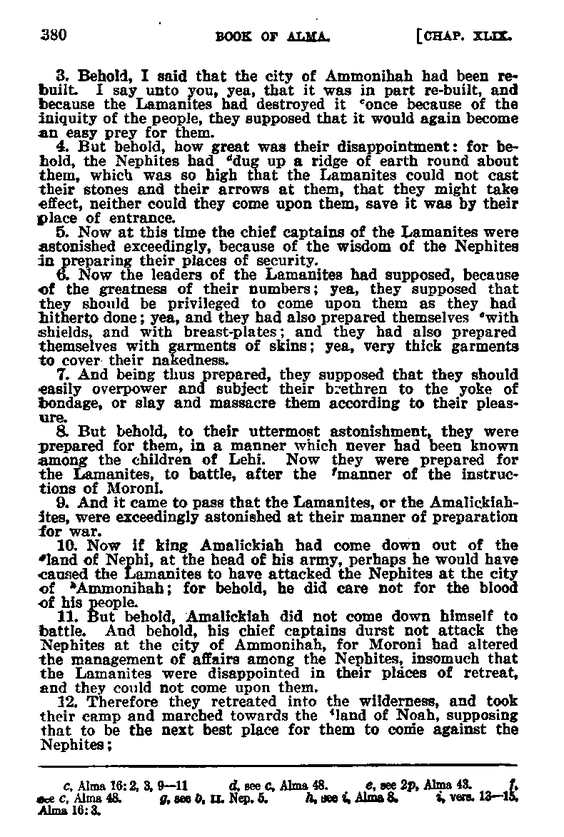 380 BOOK OF ALMA. [CHAP. XLIX.
3. Behold, I said that the city of Ammonihah had been re-
built. I say unto you, yea, that it was in part re-built, and
because the Lamanites had destroyed it ᶜonce because of the
iniquity of the people, they supposed that it would again become
an easy prey for them.
4. But behold, how great was their disappointment: for be-
hold, the Nephites had ᵈdug up a ridge of earth round about
them, which was so high that the Lamanites could not cast
their stones and their arrows at them, that they might take
effect, neither could they come upon them, save it was by their
place of entrance.
5. Now at this time the chief captains of the Lamanites were
astonished exceedingly, because of the wisdom of the Nephites
in preparing their places of security.
6. Now the leaders of the Lamanites had supposed, because
of the greatness of their numbers; yea, they supposed that
they should be privileged to come upon them as they had
hitherto done; yea, and they had also prepared themselves ᵉwith
shields, and with breast-plates; and they had also prepared
themselves with garments of skins; yea, very thick garments
to cover their nakedness.
7. And being thus prepared, they supposed that they should
easily overpower and subject their brethren to the yoke of
bondage, or slay and massacre them according to their pleas-
ure.
8. But behold, to their uttermost astonishment, they were
prepared for them, in a manner which never had been known
among the children of Lehi. Now they were prepared for
the Lamanites, to battle, after the ᶠmanner of the instruc-
tions of Moroni.
9. And it came to pass that the Lamanites, or the Amalickiah-
ites, were exceedingly astonished at their manner of preparation
for war.
10. Now if king Amalickiah had come down out of the
ᵍland of Nephi, at the head of his army, perhaps he would have
caused the Lamanites to have attacked the Nephites at the city
of ʰAmmonihah; for behold, he did care not for the blood
of his people.
11. But behold, Amalickiah did not come down himself to
battle. And behold, his chief captains durst not attack the
Nephites at the city of Ammonihah, for Moroni had altered
the management of affairs among the Nephites, insomuch that
the Lamanites were disappointed in their places of retreat,
and they could not come upon them.
12. Therefore they retreated into the wilderness, and took
their camp and marched towards the ⁱland of Noah, supposing
that to be the next best place for them to come against the
Nephites;
c, Alma 16: 2, 3, 9—11 d, see c, Alma 48. e, see 2p, Alma 43. f,
see c, Alma 48. g, see b, II. Nep. 5. h, see i, Alma 8. i, vers. 13—15,
Alma 16: 3.